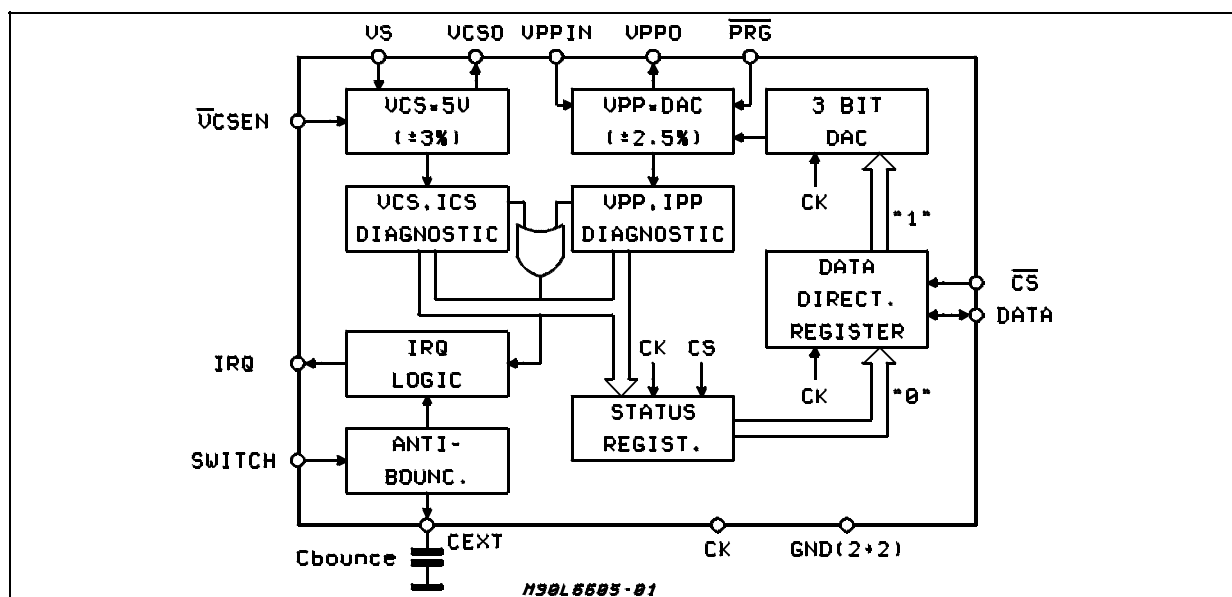 VS VCSO VPPIN VPPO PRG
VCSEN
VCS=5V
(±3%)
VPP=DAC
(±2.5%)
3 BIT
DAC
VCS.ICS
DIAGNOSTIC
VPP.IPP
DIAGNOSTIC
CK
"1"
DATA
DIRECT.
REGISTER
CS
DATA
IRQ
IRQ
LOGIC
CK CS
CK
"0"
STATUS
REGIST.
SWITCH
ANTI-
BOUNC.
CEXT
Cbounce
CK
GND(2+2)
M90L6605-01